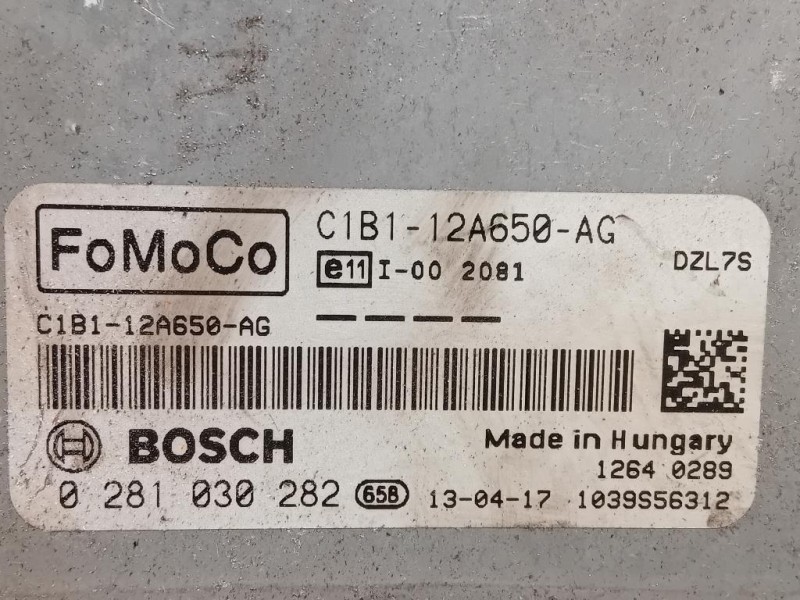 FoMoCo
C1B1-12A650-AG
e11 I-00 2081
DZL7S
C1B1-12A650-AG
BOSCH
Made in Hungary
1264 0289
0 281 030 282 65B 13-04-17 1039S56312